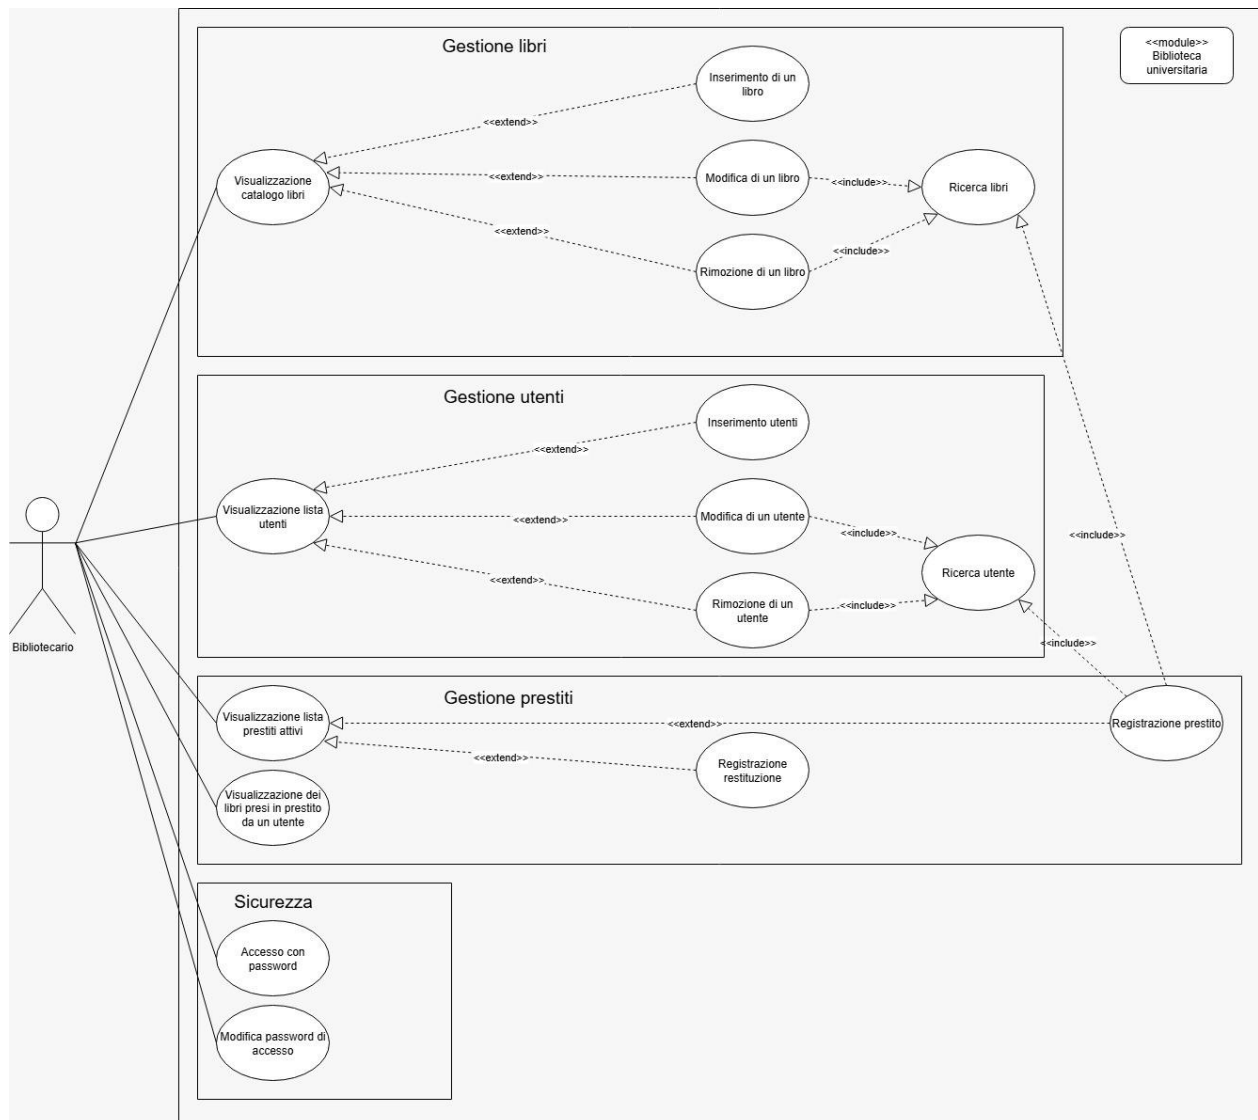 Gestione libri
<<module>>
Biblioteca
universitaria
Inserimento di un
libro
<<extend>>
Visualizzazione
catalogo libri
<<extend>>
Modifica di un libro
<<include>>
Ricerca libri
<<extend>>
Rimozione di un libro
<<include>>
Gestione utenti
Inserimento utenti
<<extend>>
Visualizzazione lista
utenti
<<extend>>
Modifica di un utente
<<include>>
<<include>>
Ricerca utente
<<extend>>
Rimozione di un
utente
<<include>>
<<include>>
Bibliotecario
Gestione prestiti
Visualizzazione lista
prestiti attivi
<<extend>>
Registrazione prestito
<<extend>>
Registrazione
restituzione
Visualizzazione dei
libri presi in prestito
da un utente
Sicurezza
Accesso con
password
Modifica password di
accesso